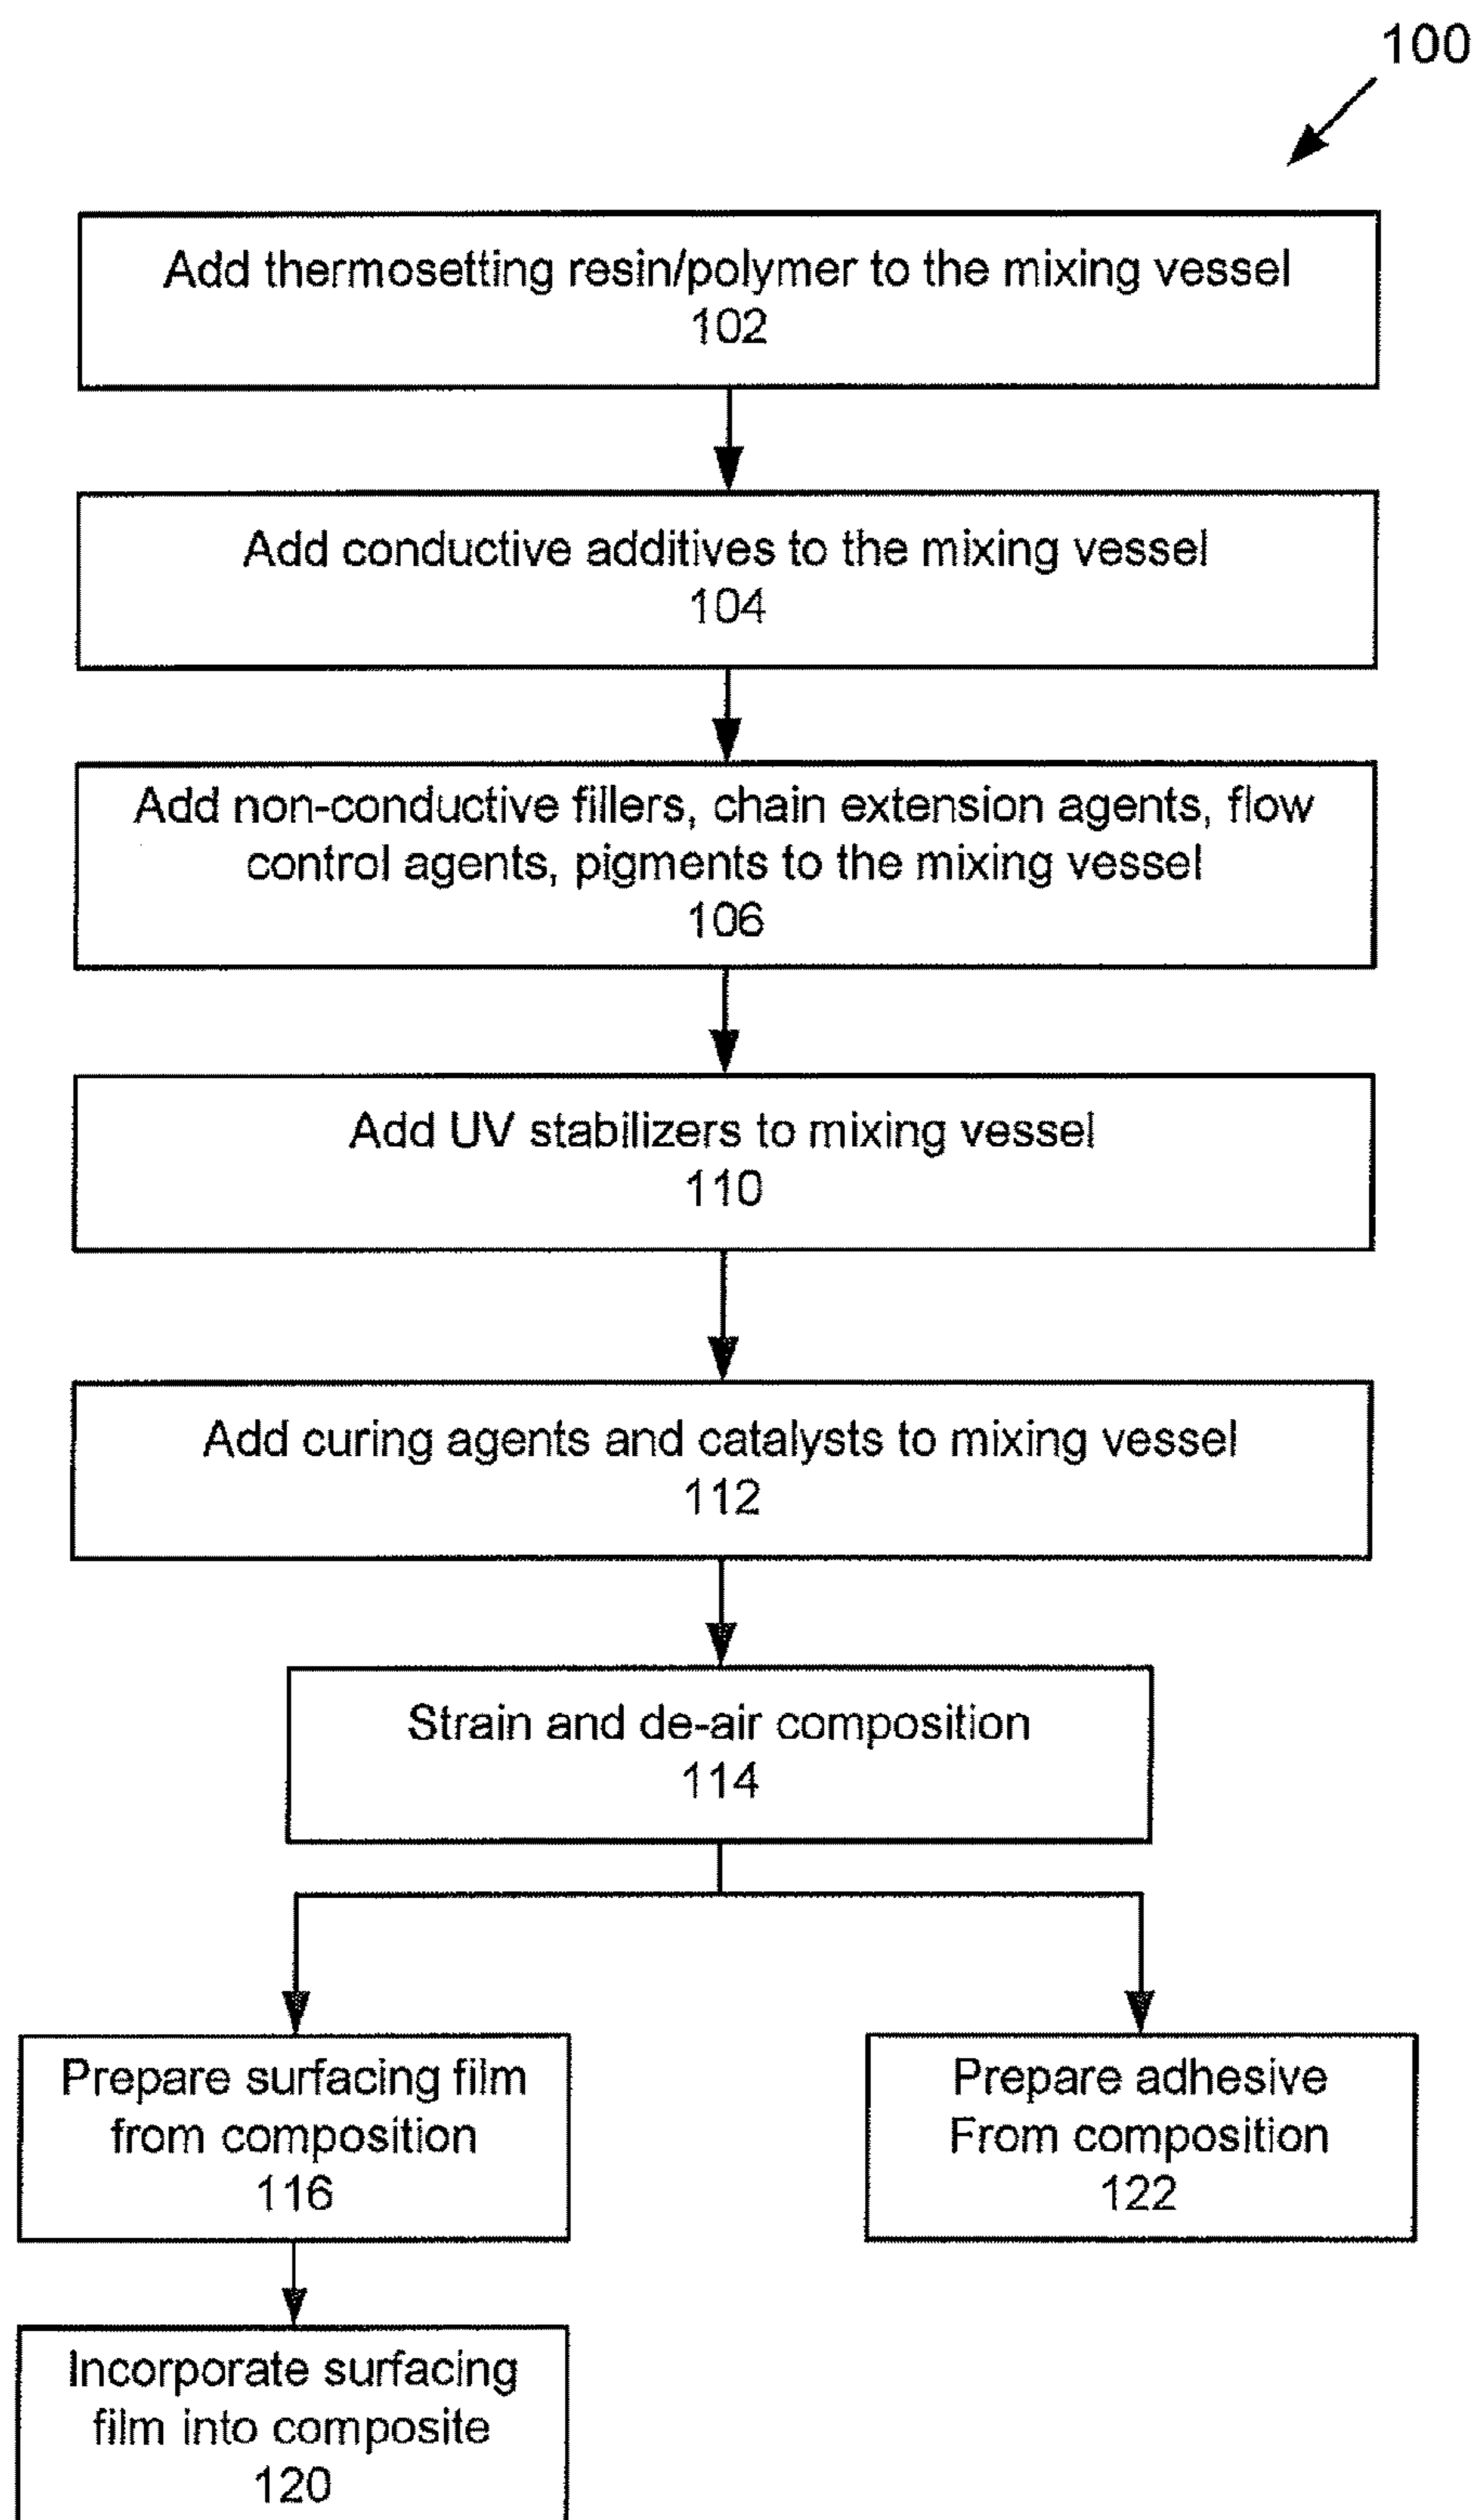 100
Add thermosetting resin/polymer to the mixing vessel
102
Add conductive additives to the mixing vessel
104
Add non-conductive fillers, chain extension agents, flow
control agents, pigments to the mixing vessel
106
Add UV stabilizers to mixing vessel
110
Add curing agents and catalysts to mixing vessel
112
Strain and de-air composition
114
Prepare surfacing film
from composition
116
Prepare adhesive
From composition
122
Incorporate surfacing
film into composite
120